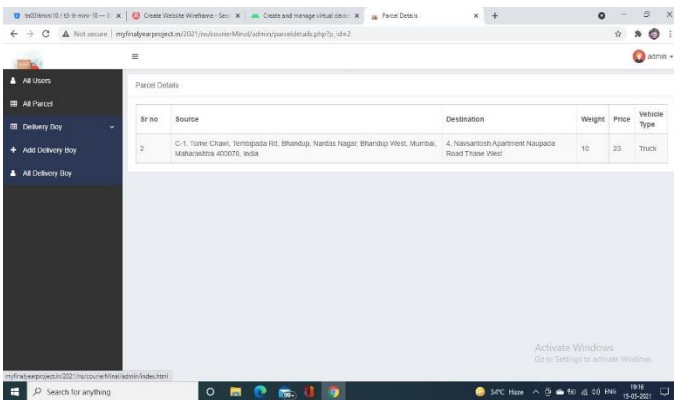 Create Website Wireframe - Se
Create and manage virtual devic
Parcel Details
Not secure | myfinalyearproject.in/2021/ns/courierMinal/admin/parceldetails.php?p_id=2
admin
All Users
All Parcel
Delivery Boy
Add Delivery Boy
All Delivery Boy
Parcel Details
Sr no Source Destination Weight Price Vehicle Type
2 C-1, Tome Chawl, Tembipada Rd, Bhandup, Nardas Nagar, Bhandup West, Mumbai, Maharashtra 400078, India 4, Navsantosh Apartment Naupada Road Thane West 10 20 Truck
Activate Windows
Go to Settings to activate Windows.
myfinalyearproject.in/2021/ns/courierMinal/admin/index.html
Search for anything
34°C Haze
ENG
19:16
15-05-2021